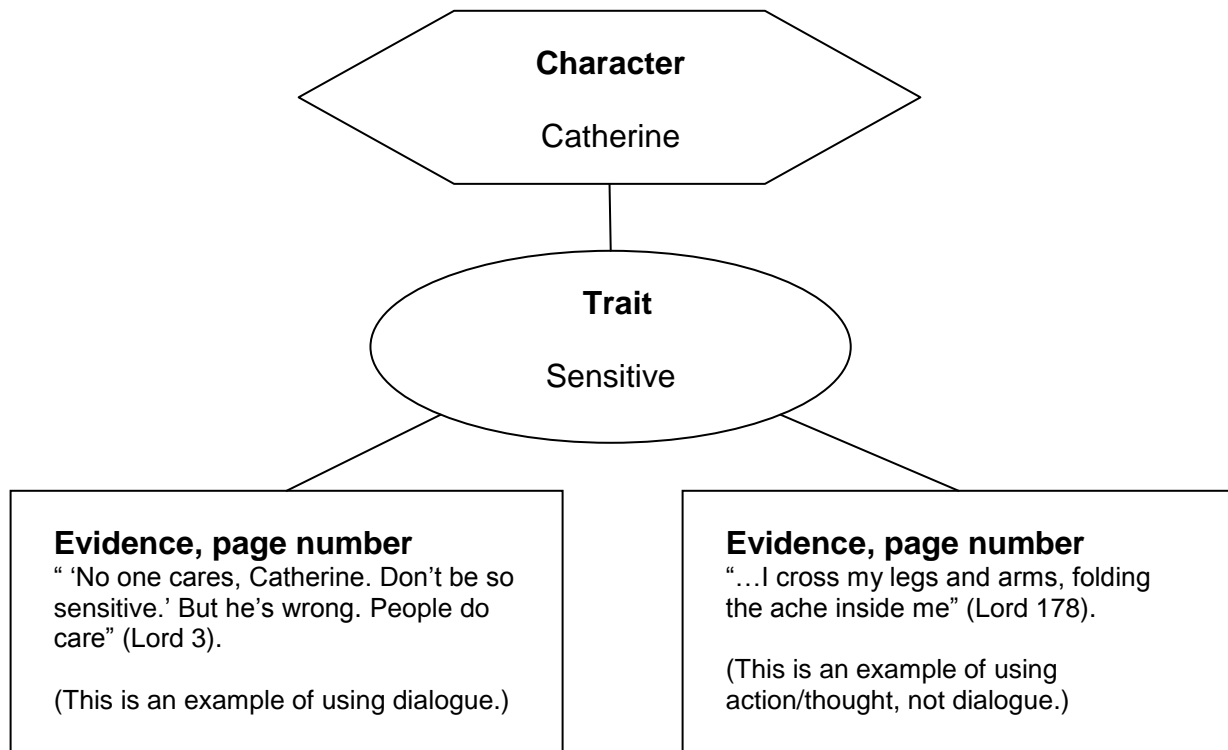 Character
Catherine
Trait
Sensitive
Evidence, page number
“ ‘No one cares, Catherine. Don’t be so
sensitive.’ But he’s wrong. People do
care” (Lord 3).
(This is an example of using dialogue.)
Evidence, page number
“…I cross my legs and arms, folding
the ache inside me” (Lord 178).
(This is an example of using
action/thought, not dialogue.)